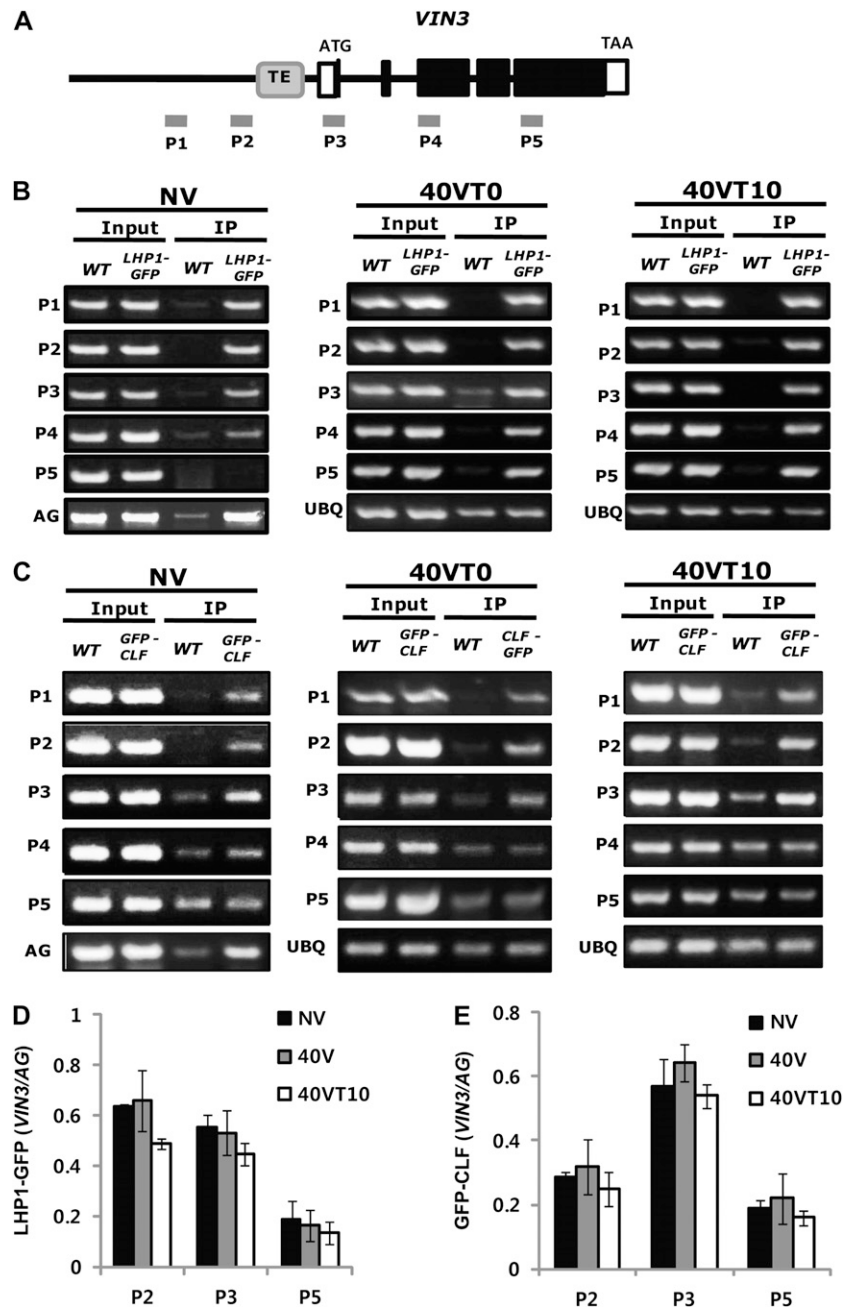 A
VIN3
ATG
TAA
TE
P1 P2 P3 P4 P5
B
NV 40VT0 40VT10
Input IP Input IP Input IP
WT LHP1-GFP WT LHP1-GFP WT LHP1-GFP WT LHP1-GFP WT LHP1-GFP WT LHP1-GFP
P1 P1 P1
P2 P2 P2
P3 P3 P3
P4 P4 P4
P5 P5 P5
AG UBQ UBQ
C
NV 40VT0 40VT10
Input IP Input IP Input IP
WT GFP-CLF WT GFP-CLF WT GFP-CLF WT CLF-GFP WT GFP-CLF WT GFP-CLF
P1 P1 P1
P2 P2 P2
P3 P3 P3
P4 P4 P4
P5 P5 P5
AG UBQ UBQ
D
LHP1-GFP (VIN3/AG)
1
0.8
0.6
0.4
0.2
0
NV
40V
40VT10
P2 P3 P5
E
GFP-CLF (VIN3/AG)
0.8
0.6
0.4
0.2
0
NV
40V
40VT10
P2 P3 P5